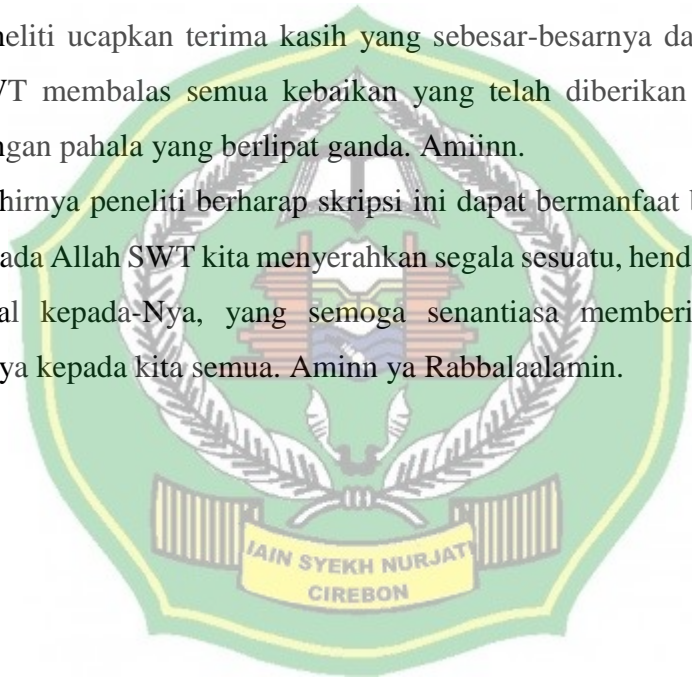 neliti ucapkan terima kasih yang sebesar-besarnya da
VT membalas semua kebaikan yang telah diberikan
ngan pahala yang berlipat ganda. Amiinn.
hirnya peneliti berharap skripsi ini dapat bermanfaat b
ada Allah SWT kita menyerahkan segala sesuatu, hend
al kepada-Nya, yang semoga senantiasa memberi
ya kepada kita semua. Aminn ya Rabbalaalamin.
IAIN SYEKH NURJATI
CIREBON